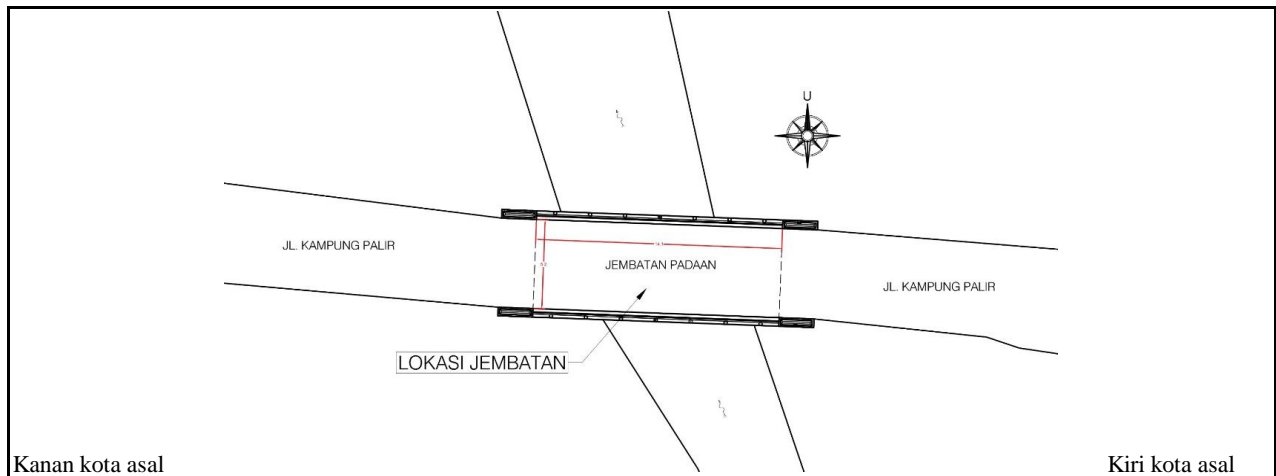 U
JL. KAMPUNG PALIR
JEMBATAN PADAAN
JL. KAMPUNG PALIR
LOKASI JEMBATAN
Kanan kota asal
Kiri kota asal